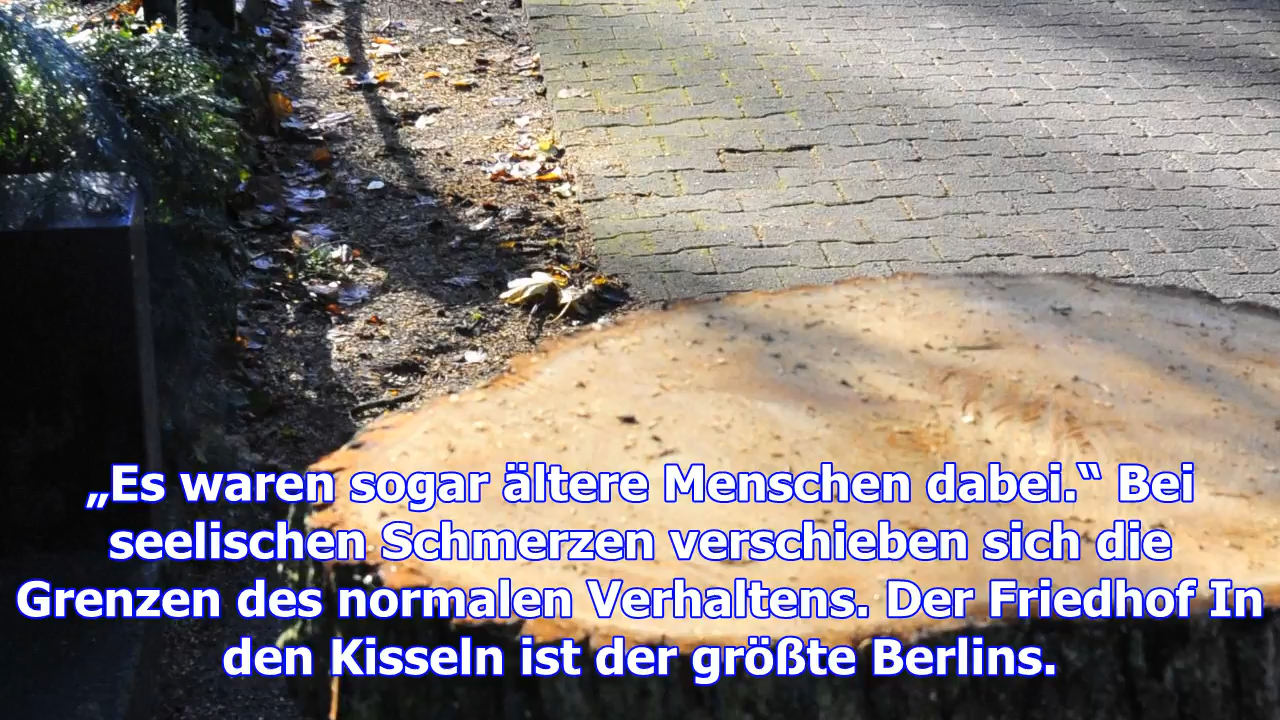 „Es waren sogar ältere Menschen dabei.“ Bei
seelischen Schmerzen verschieben sich die
Grenzen des normalen Verhaltens. Der Friedhof In
den Kisseln ist der größte Berlins.